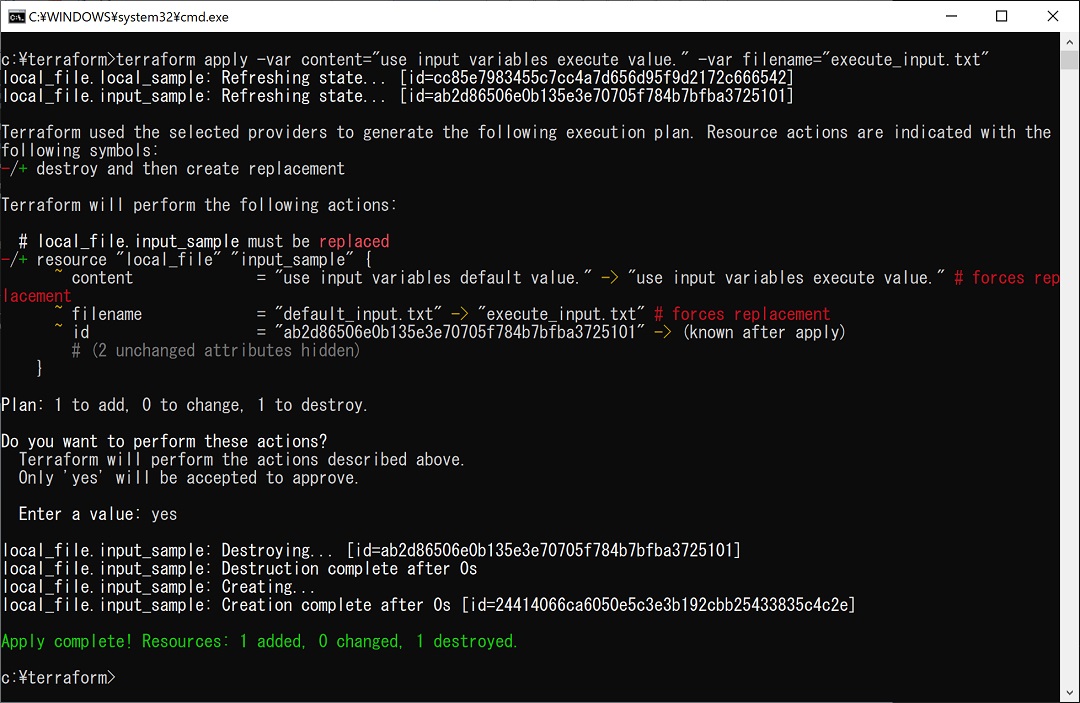 C:¥WINDOWS¥system32¥cmd.exe
c:¥terraform>terraform apply -var content="use input variables execute value." -var filename="execute_input.txt"
local_file.local_sample: Refreshing state... [id=cc85e7983455c7cc4a7d656d95f9d2172c666542]
local_file.input_sample: Refreshing state... [id=ab2d86506e0b135e3e70705f784b7bfba3725101]
Terraform used the selected providers to generate the following execution plan. Resource actions are indicated with the
following symbols:
-/+ destroy and then create replacement
Terraform will perform the following actions:
  # local_file.input_sample must be replaced
-/+ resource "local_file" "input_sample" {
      ~ content              = "use input variables default value." -> "use input variables execute value." # forces rep
lacement
      ~ filename             = "default_input.txt" -> "execute_input.txt" # forces replacement
      ~ id                   = "ab2d86506e0b135e3e70705f784b7bfba3725101" -> (known after apply)
        # (2 unchanged attributes hidden)
    }
Plan: 1 to add, 0 to change, 1 to destroy.
Do you want to perform these actions?
  Terraform will perform the actions described above.
  Only 'yes' will be accepted to approve.
  Enter a value: yes
local_file.input_sample: Destroying... [id=ab2d86506e0b135e3e70705f784b7bfba3725101]
local_file.input_sample: Destruction complete after 0s
local_file.input_sample: Creating...
local_file.input_sample: Creation complete after 0s [id=24414066ca6050e5c3e3b192cbb25433835c4c2e]
Apply complete! Resources: 1 added, 0 changed, 1 destroyed.
c:¥terraform>